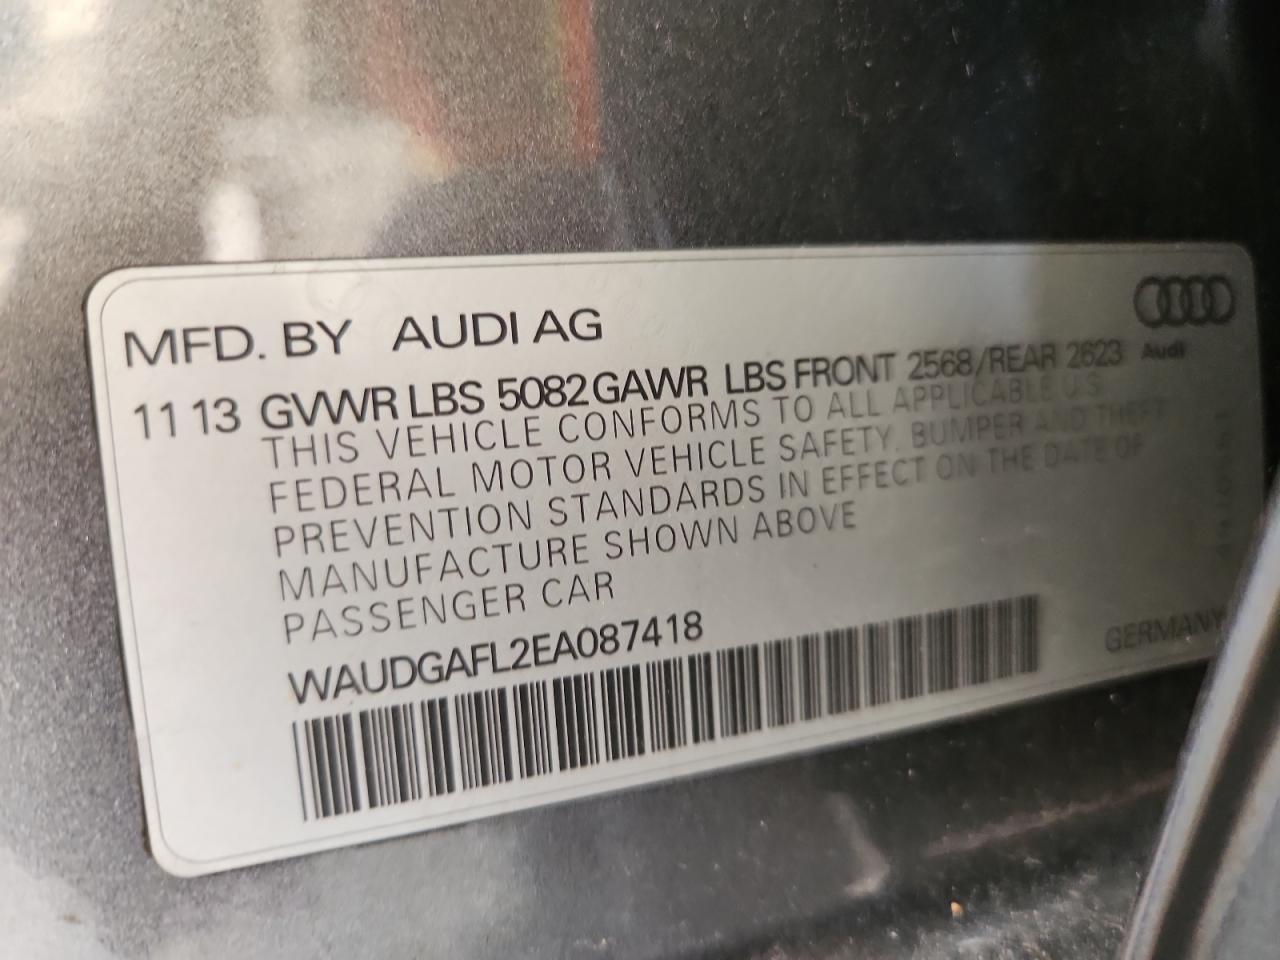 MFD. BY AUDI AG
Audi
11 13 GVWR LBS 5082 GAWR LBS FRONT 2568/REAR 2623
THIS VEHICLE CONFORMS TO ALL APPLICABLE U.S.
FEDERAL MOTOR VEHICLE SAFETY, BUMPER AND THEFT
PREVENTION STANDARDS IN EFFECT ON THE DATE OF
MANUFACTURE SHOWN ABOVE
PASSENGER CAR
WAUDGAFL2EA087418
GERMANY